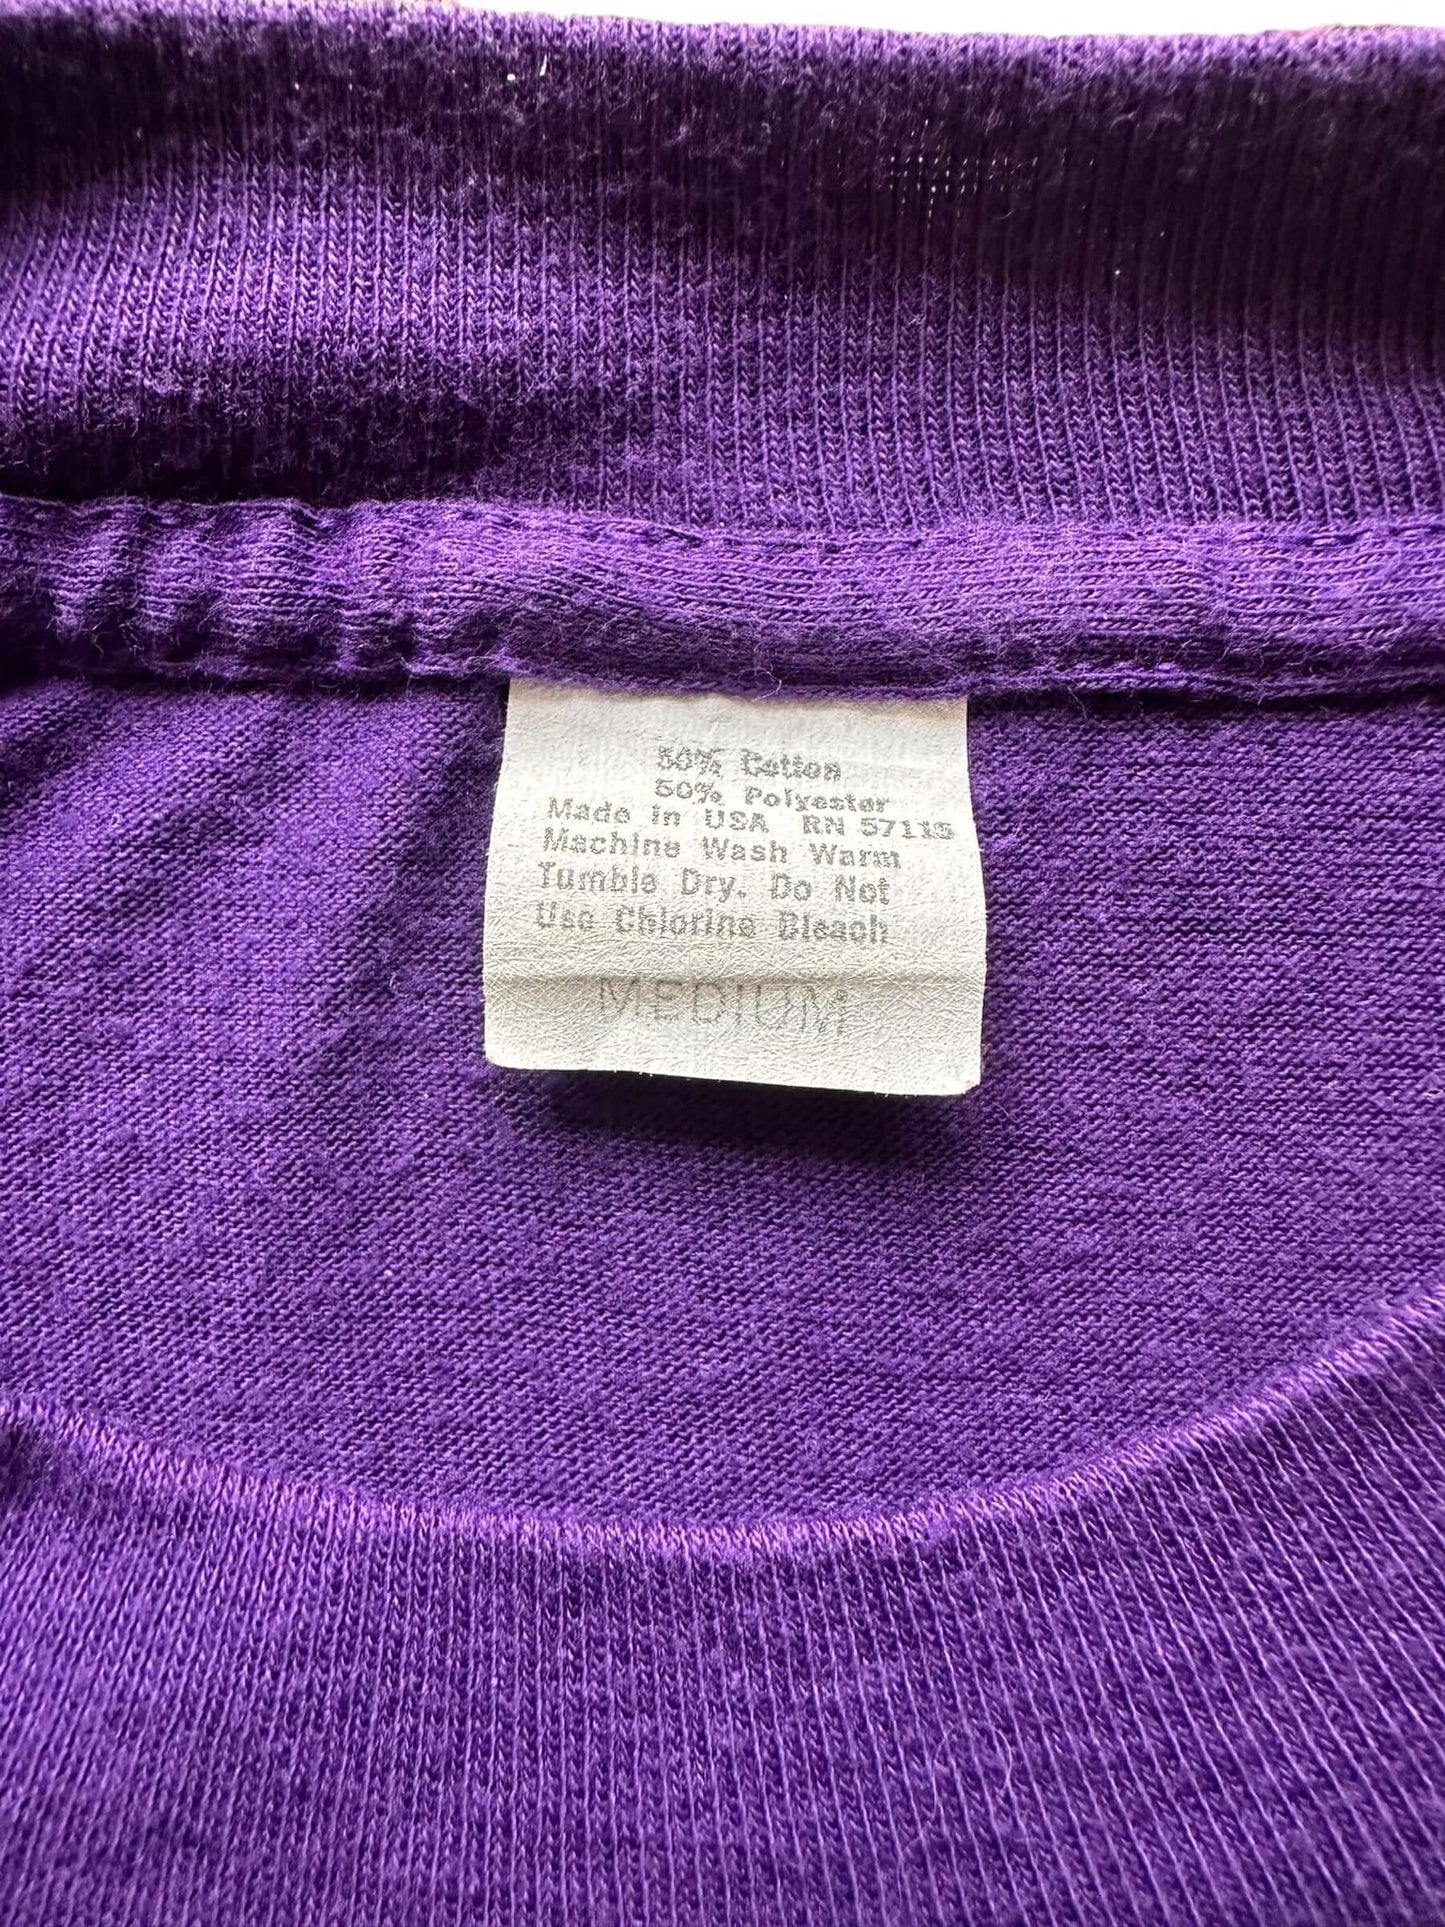 50% Cotton
50% Polyester
Made in USA RN 57115
Machine Wash Warm
Tumble Dry. Do Not
Use Chlorine Bleach
MEDIUM